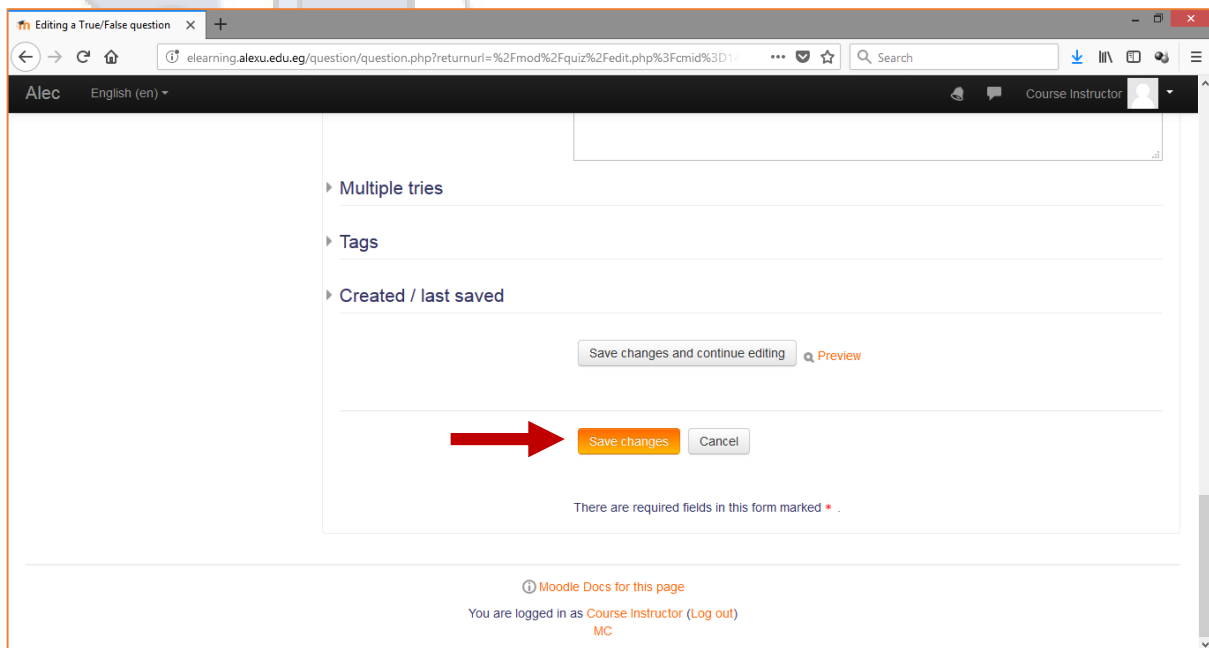 Editing a True/False question
elearning.alexu.edu.eg/question/question.php?returnurl=%2Fmod%2Fquiz%2Fedit.php%3Fcmid%3D1
Search
Alec English (en)
Course Instructor
Multiple tries
Tags
Created / last saved
Save changes and continue editing
Preview
Save changes
Cancel
There are required fields in this form marked * .
Moodle Docs for this page
You are logged in as Course Instructor (Log out)
MC